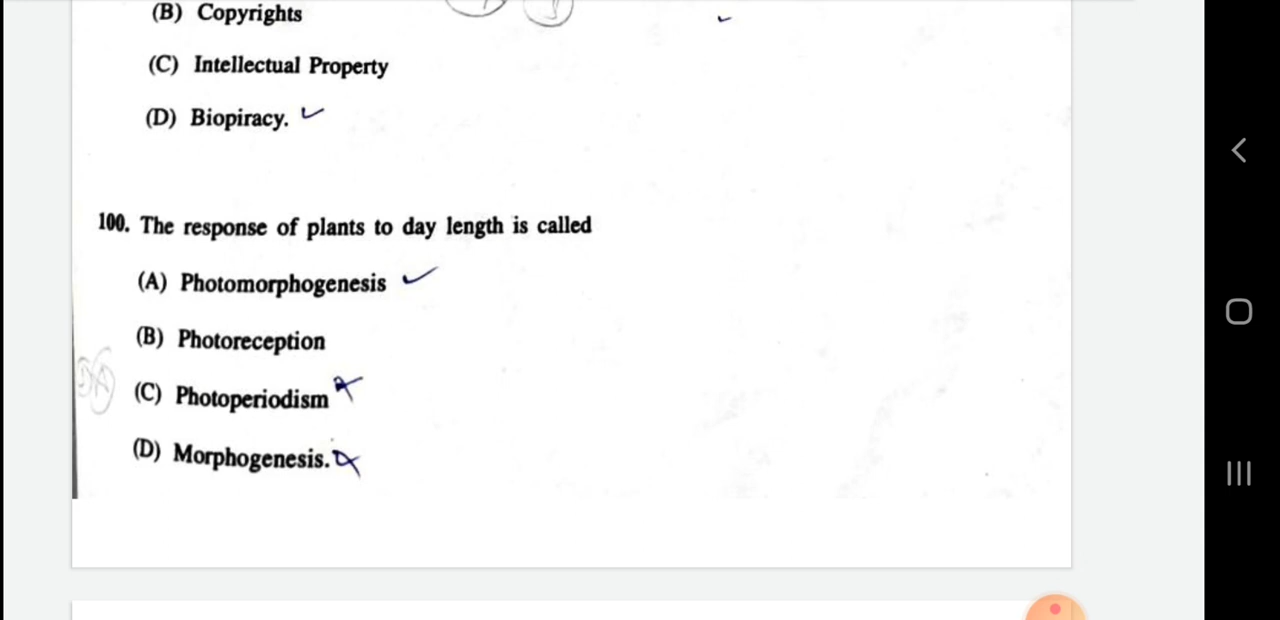 (B) Copyrights
(C) Intellectual Property
(D) Biopiracy.
100. The response of plants to day length is called
(A) Photomorphogenesis
(B) Photoreception
(C) Photoperiodism
(D) Morphogenesis.